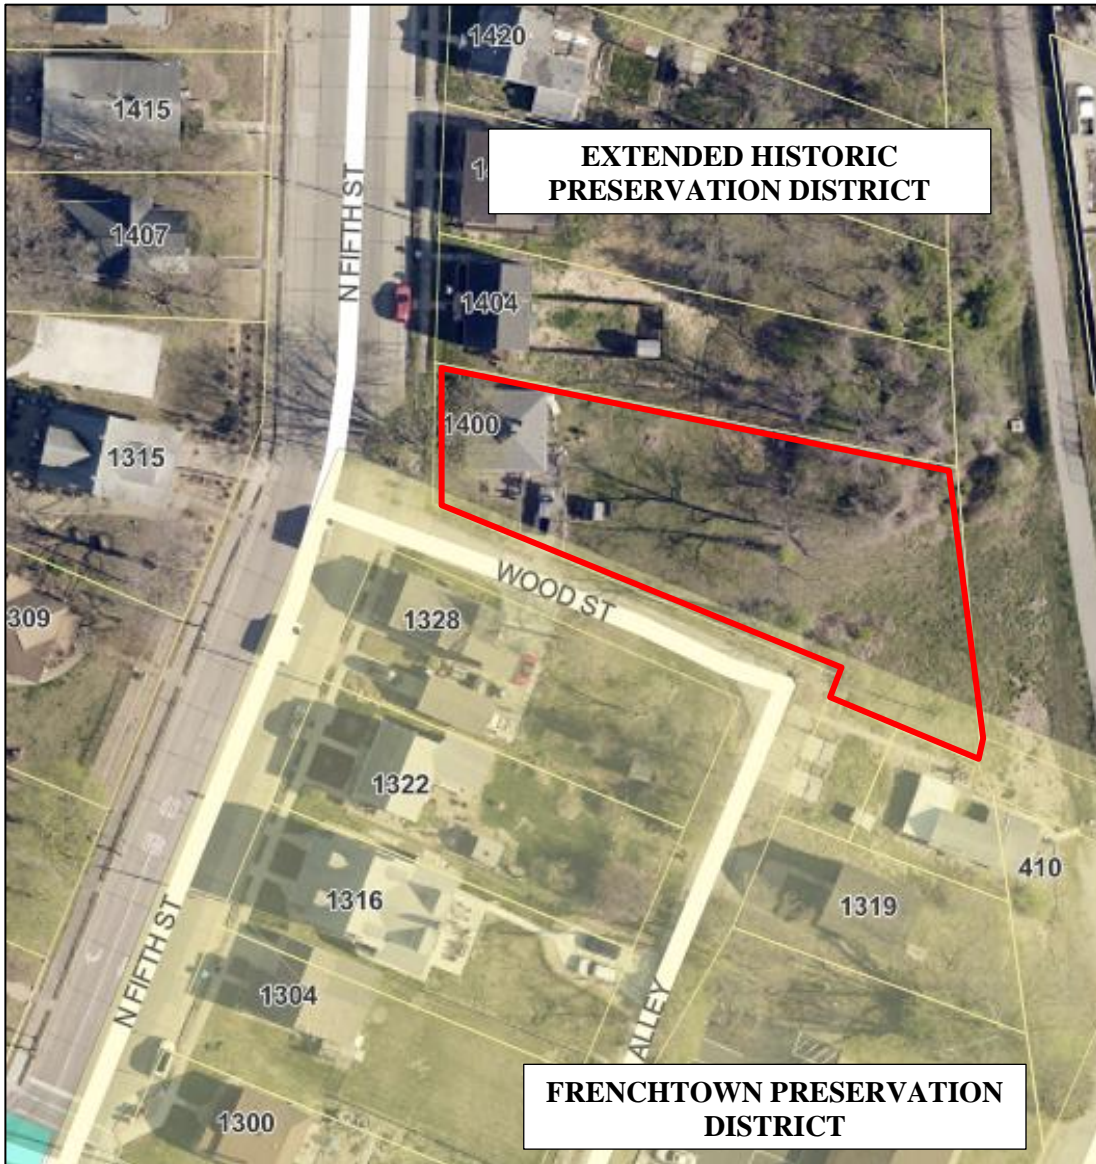 1420
1415
EXTENDED HISTORIC
PRESERVATION DISTRICT
1407
N FIFTH ST
1404
1400
1315
WOOD ST
1328
309
1322
410
1316
1319
N FIFTH ST
1304
ALLEY
FRENCHTOWN PRESERVATION
DISTRICT
1300